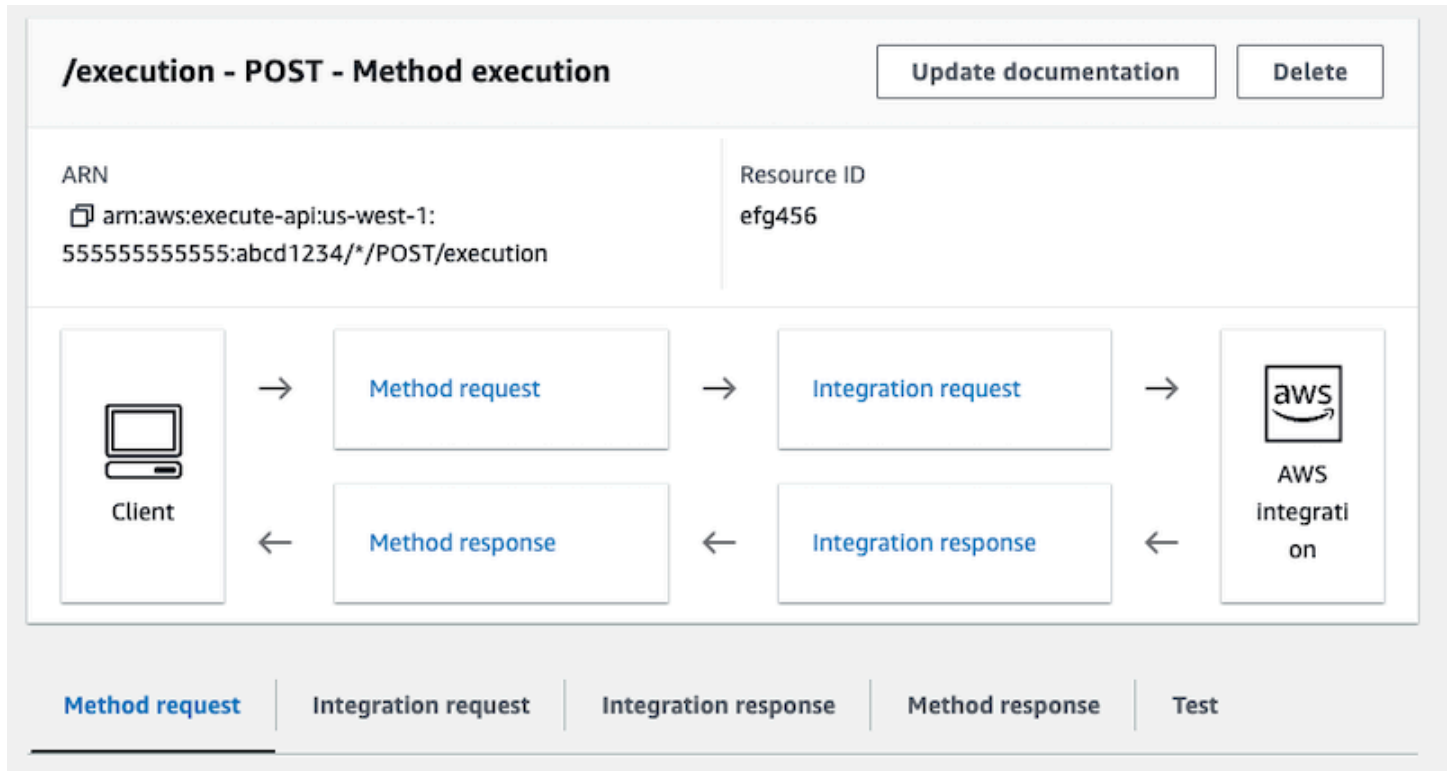 /execution - POST - Method execution
Update documentation
Delete
ARN
arn:aws:execute-api:us-west-1:
555555555555:abcd1234/*/POST/execution
Resource ID
efg456
Client
Method request
Integration request
aws
AWS
integrati
on
Method response
Integration response
Method request
Integration request
Integration response
Method response
Test